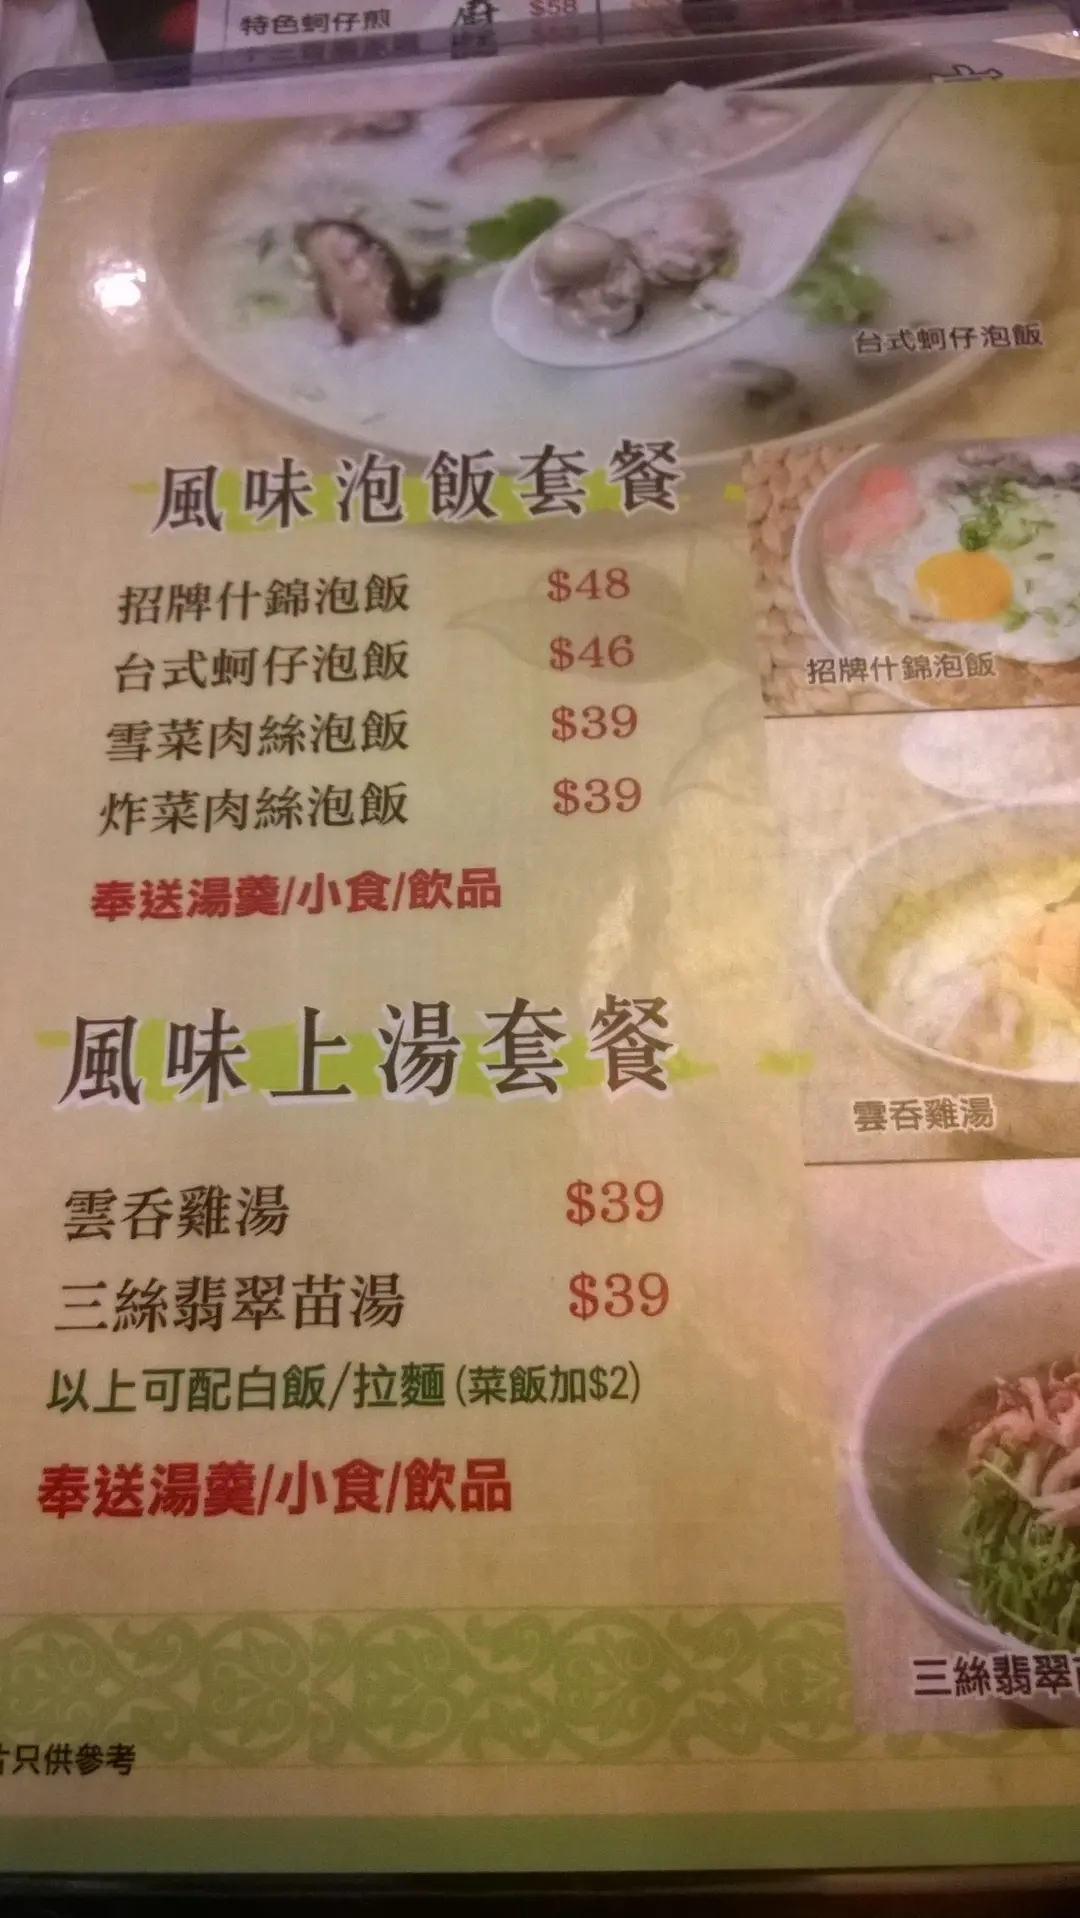 特色蚵仔煎
$58
台式蚵仔泡飯
風味泡飯套餐
招牌什錦泡飯 $48
台式蚵仔泡飯 $46
雪菜肉絲泡飯 $39
炸菜肉絲泡飯 $39
奉送湯羹/小食/飲品
招牌什錦泡飯
風味上湯套餐
雲吞雞湯
雲吞雞湯 $39
三絲翡翠苗湯 $39
以上可配白飯/拉麵 (菜飯加$2)
奉送湯羹/小食/飲品
三絲翡翠
只供參考